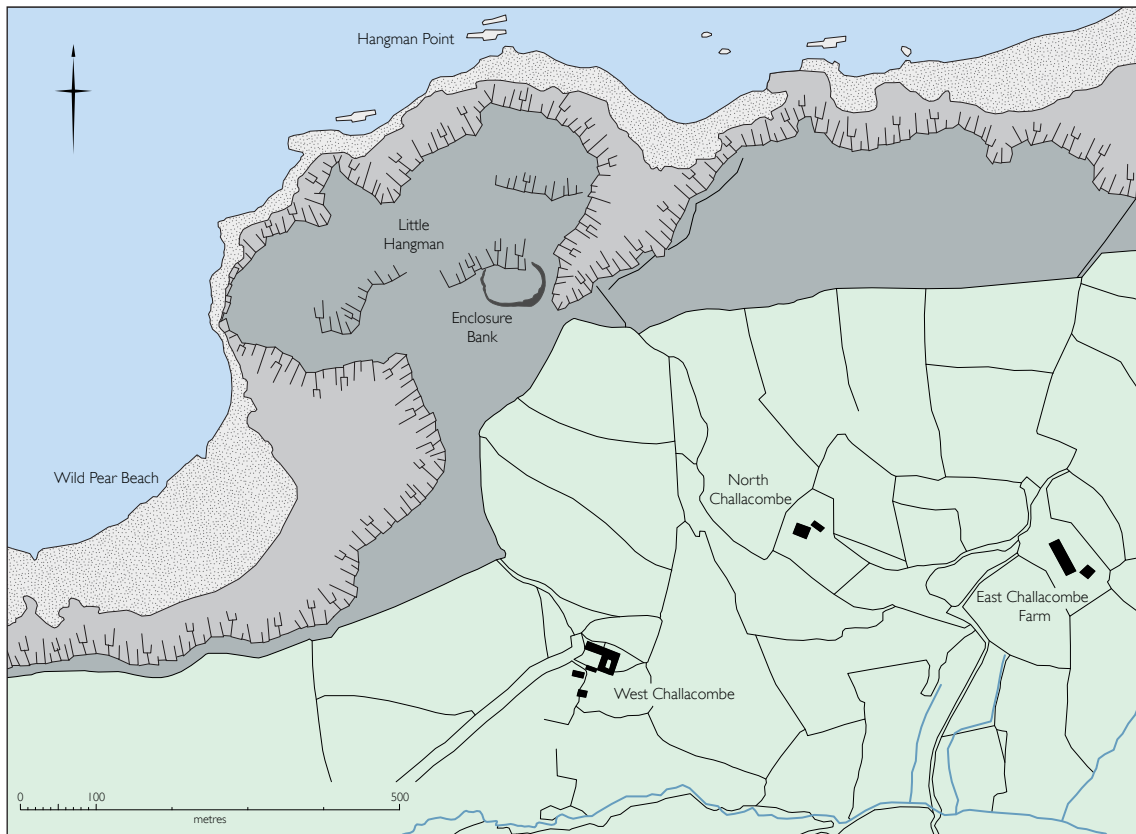 Hangman Point
Little
Hangman
Enclosure
Bank
Wild Pear Beach
North
Challacombe
East Challacombe
Farm
West Challacombe
0 100 500
metres